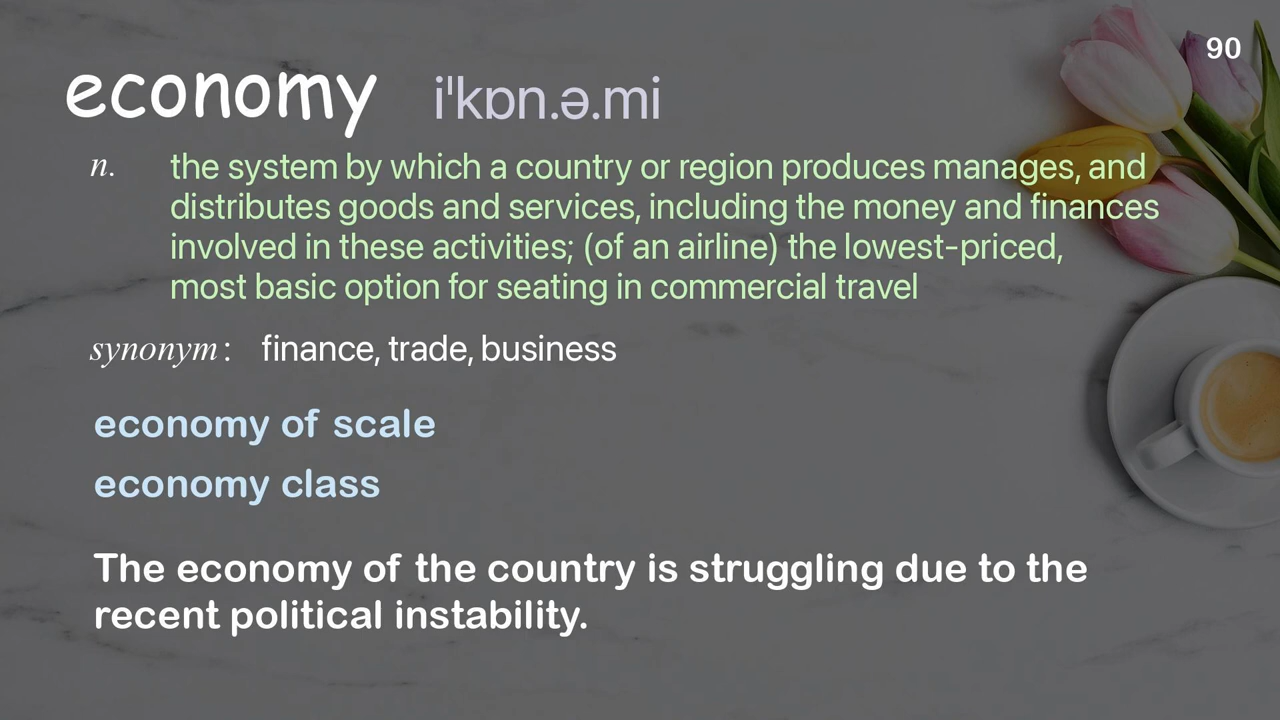 90
economy iˈkɒn.ə.mi
n. the system by which a country or region produces manages, and
distributes goods and services, including the money and finances
involved in these activities; (of an airline) the lowest-priced,
most basic option for seating in commercial travel
synonym: finance, trade, business
economy of scale
economy class
The economy of the country is struggling due to the
recent political instability.